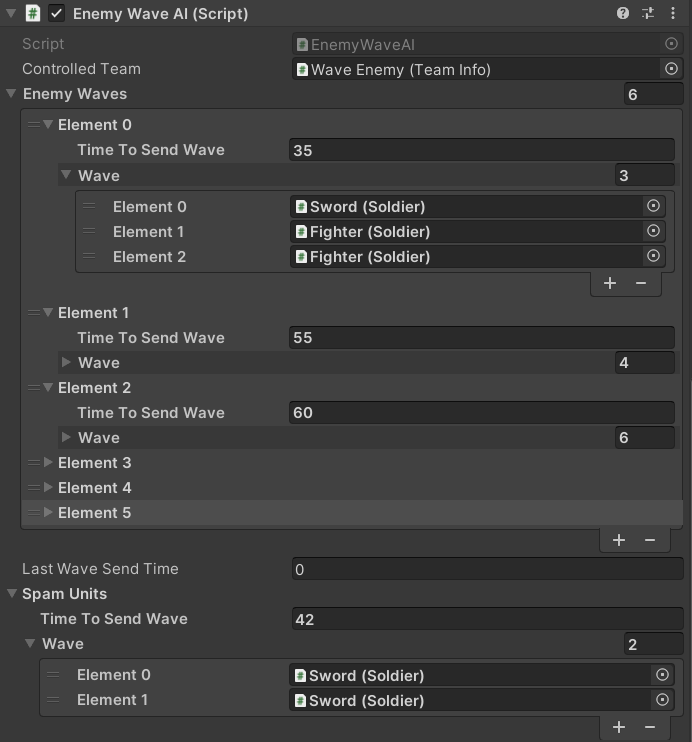 Enemy Wave AI (Script)
Script EnemyWaveAI
Controlled Team Wave Enemy (Team Info)
Enemy Waves 6
Element 0
Time To Send Wave 35
Wave 3
Element 0 Sword (Soldier)
Element 1 Fighter (Soldier)
Element 2 Fighter (Soldier)
Element 1
Time To Send Wave 55
Wave 4
Element 2
Time To Send Wave 60
Wave 6
Element 3
Element 4
Element 5
Last Wave Send Time 0
Spam Units
Time To Send Wave 42
Wave 2
Element 0 Sword (Soldier)
Element 1 Sword (Soldier)